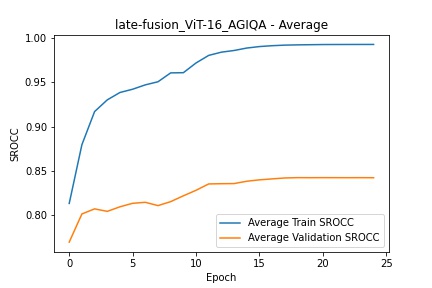 late-fusion_ViT-16_AGIQA - Average
1.00
0.95
0.90
0.85
0.80
SROCC
0 5 10 15 20 25
Epoch
Average Train SROCC
Average Validation SROCC